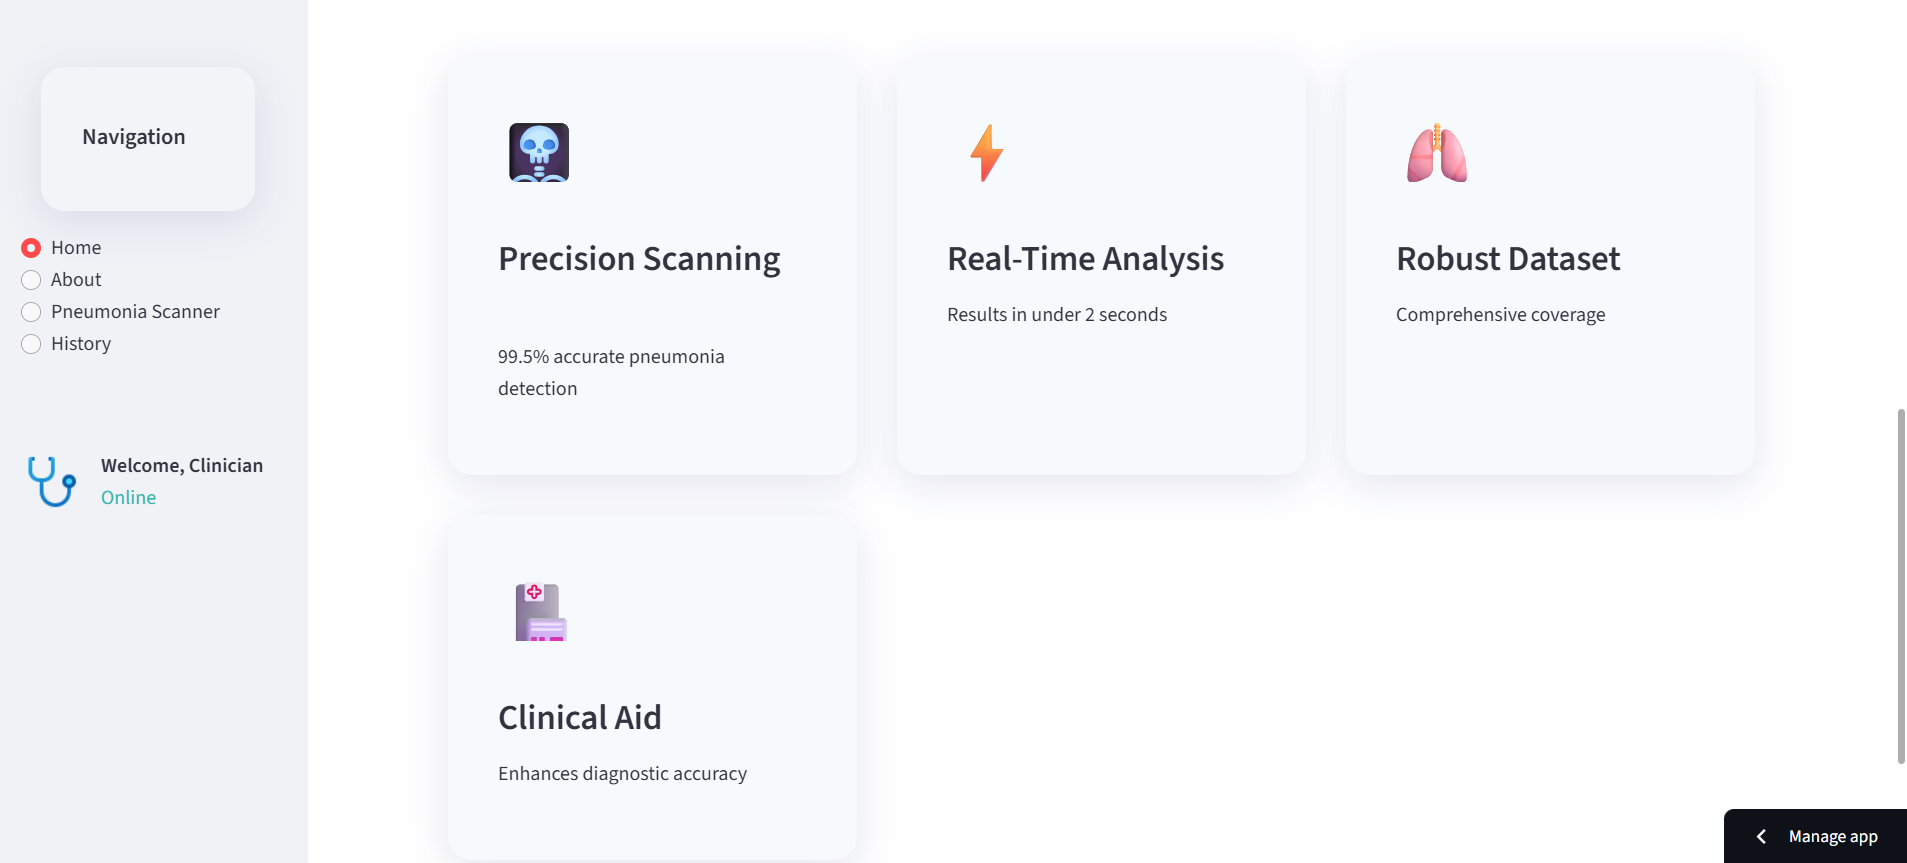 Navigation
Home
About
Pneumonia Scanner
History
Welcome, Clinician
Online
Precision Scanning
99.5% accurate pneumonia
detection
Real-Time Analysis
Results in under 2 seconds
Robust Dataset
Comprehensive coverage
Clinical Aid
Enhances diagnostic accuracy
Manage app